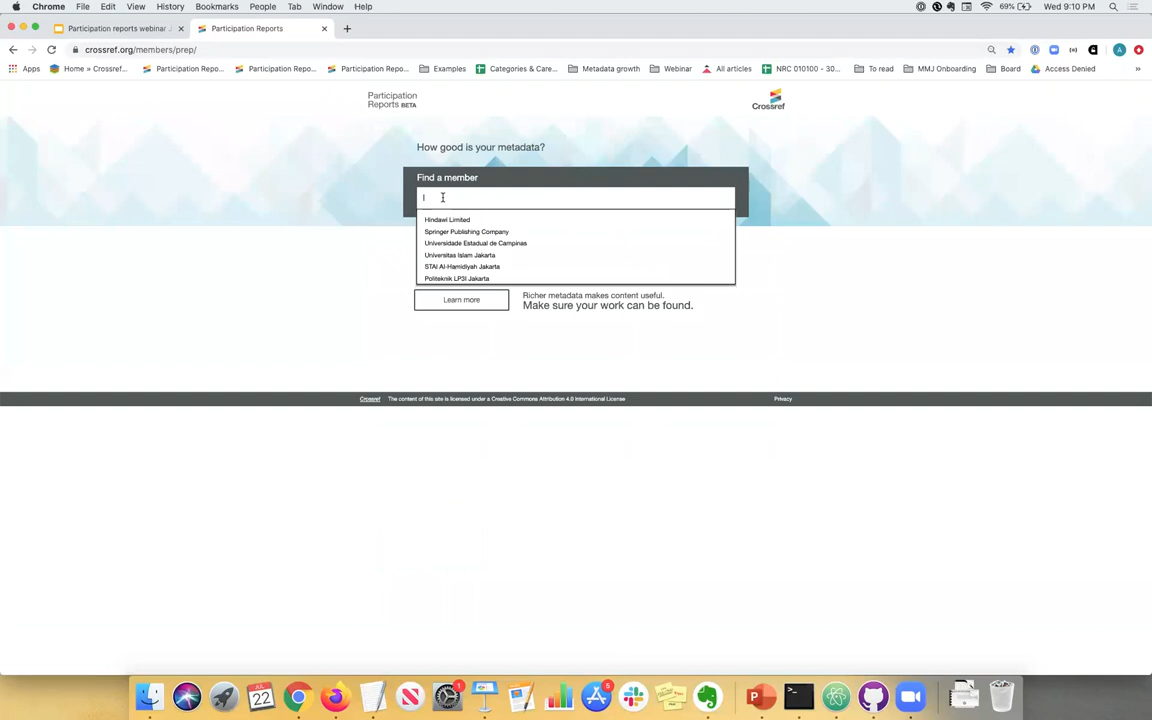 Chrome File Edit View History Bookmarks People Tab Window Help
69% Wed 9:10 PM
Participation reports webinar J
Participation Reports
crossref.org/members/prep/
A
Apps Home » Crossref... Participation Repo... Participation Repo... Participation Repo... Examples Categories & Care... Metadata growth Webinar All articles NRC 010100 - 30... To read MMJ Onboarding Board Access Denied »
Participation
Reports BETA
Crossref
How good is your metadata?
Find a member
Hindawi Limited
Springer Publishing Company
Universidade Estadual de Campinas
Universitas Islam Jakarta
STAI Al-Hamidiyah Jakarta
Politeknik LP3I Jakarta
Learn more
Richer metadata makes content useful.
Make sure your work can be found.
Crossref The content of this site is licensed under a Creative Commons Attribution 4.0 International License Privacy
JUL
22
1
5